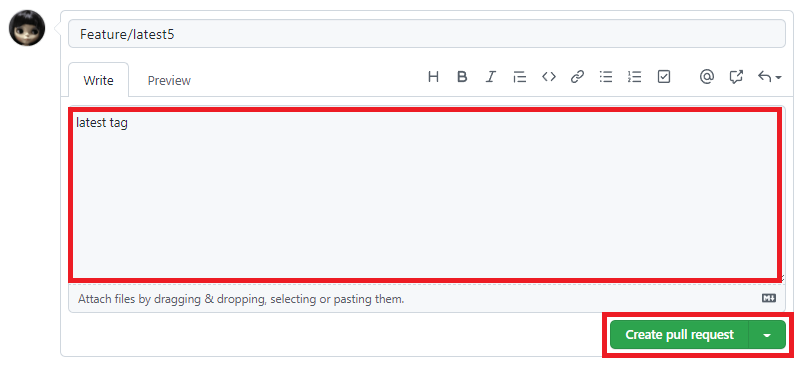 Feature/latest5
Write Preview H B I @
latest tag
Attach files by dragging & dropping, selecting or pasting them.
Create pull request